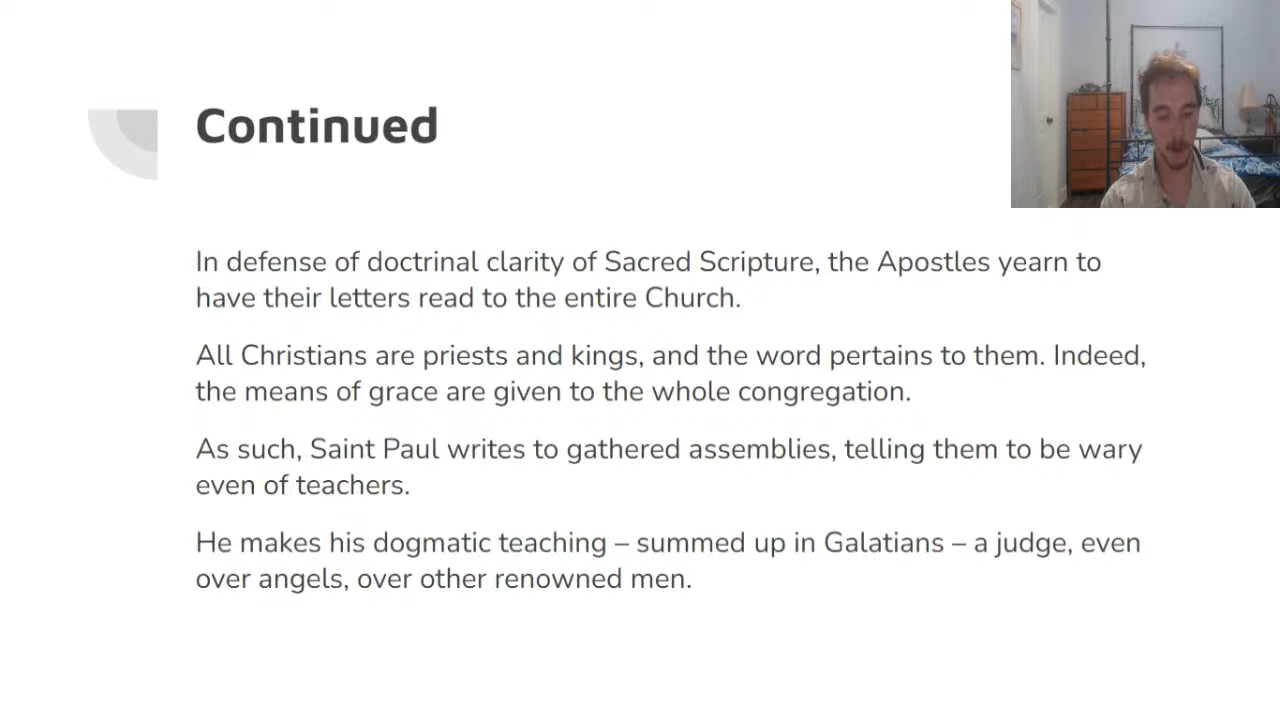 Continued
In defense of doctrinal clarity of Sacred Scripture, the Apostles yearn to
have their letters read to the entire Church.
All Christians are priests and kings, and the word pertains to them. Indeed,
the means of grace are given to the whole congregation.
As such, Saint Paul writes to gathered assemblies, telling them to be wary
even of teachers.
He makes his dogmatic teaching – summed up in Galatians – a judge, even
over angels, over other renowned men.